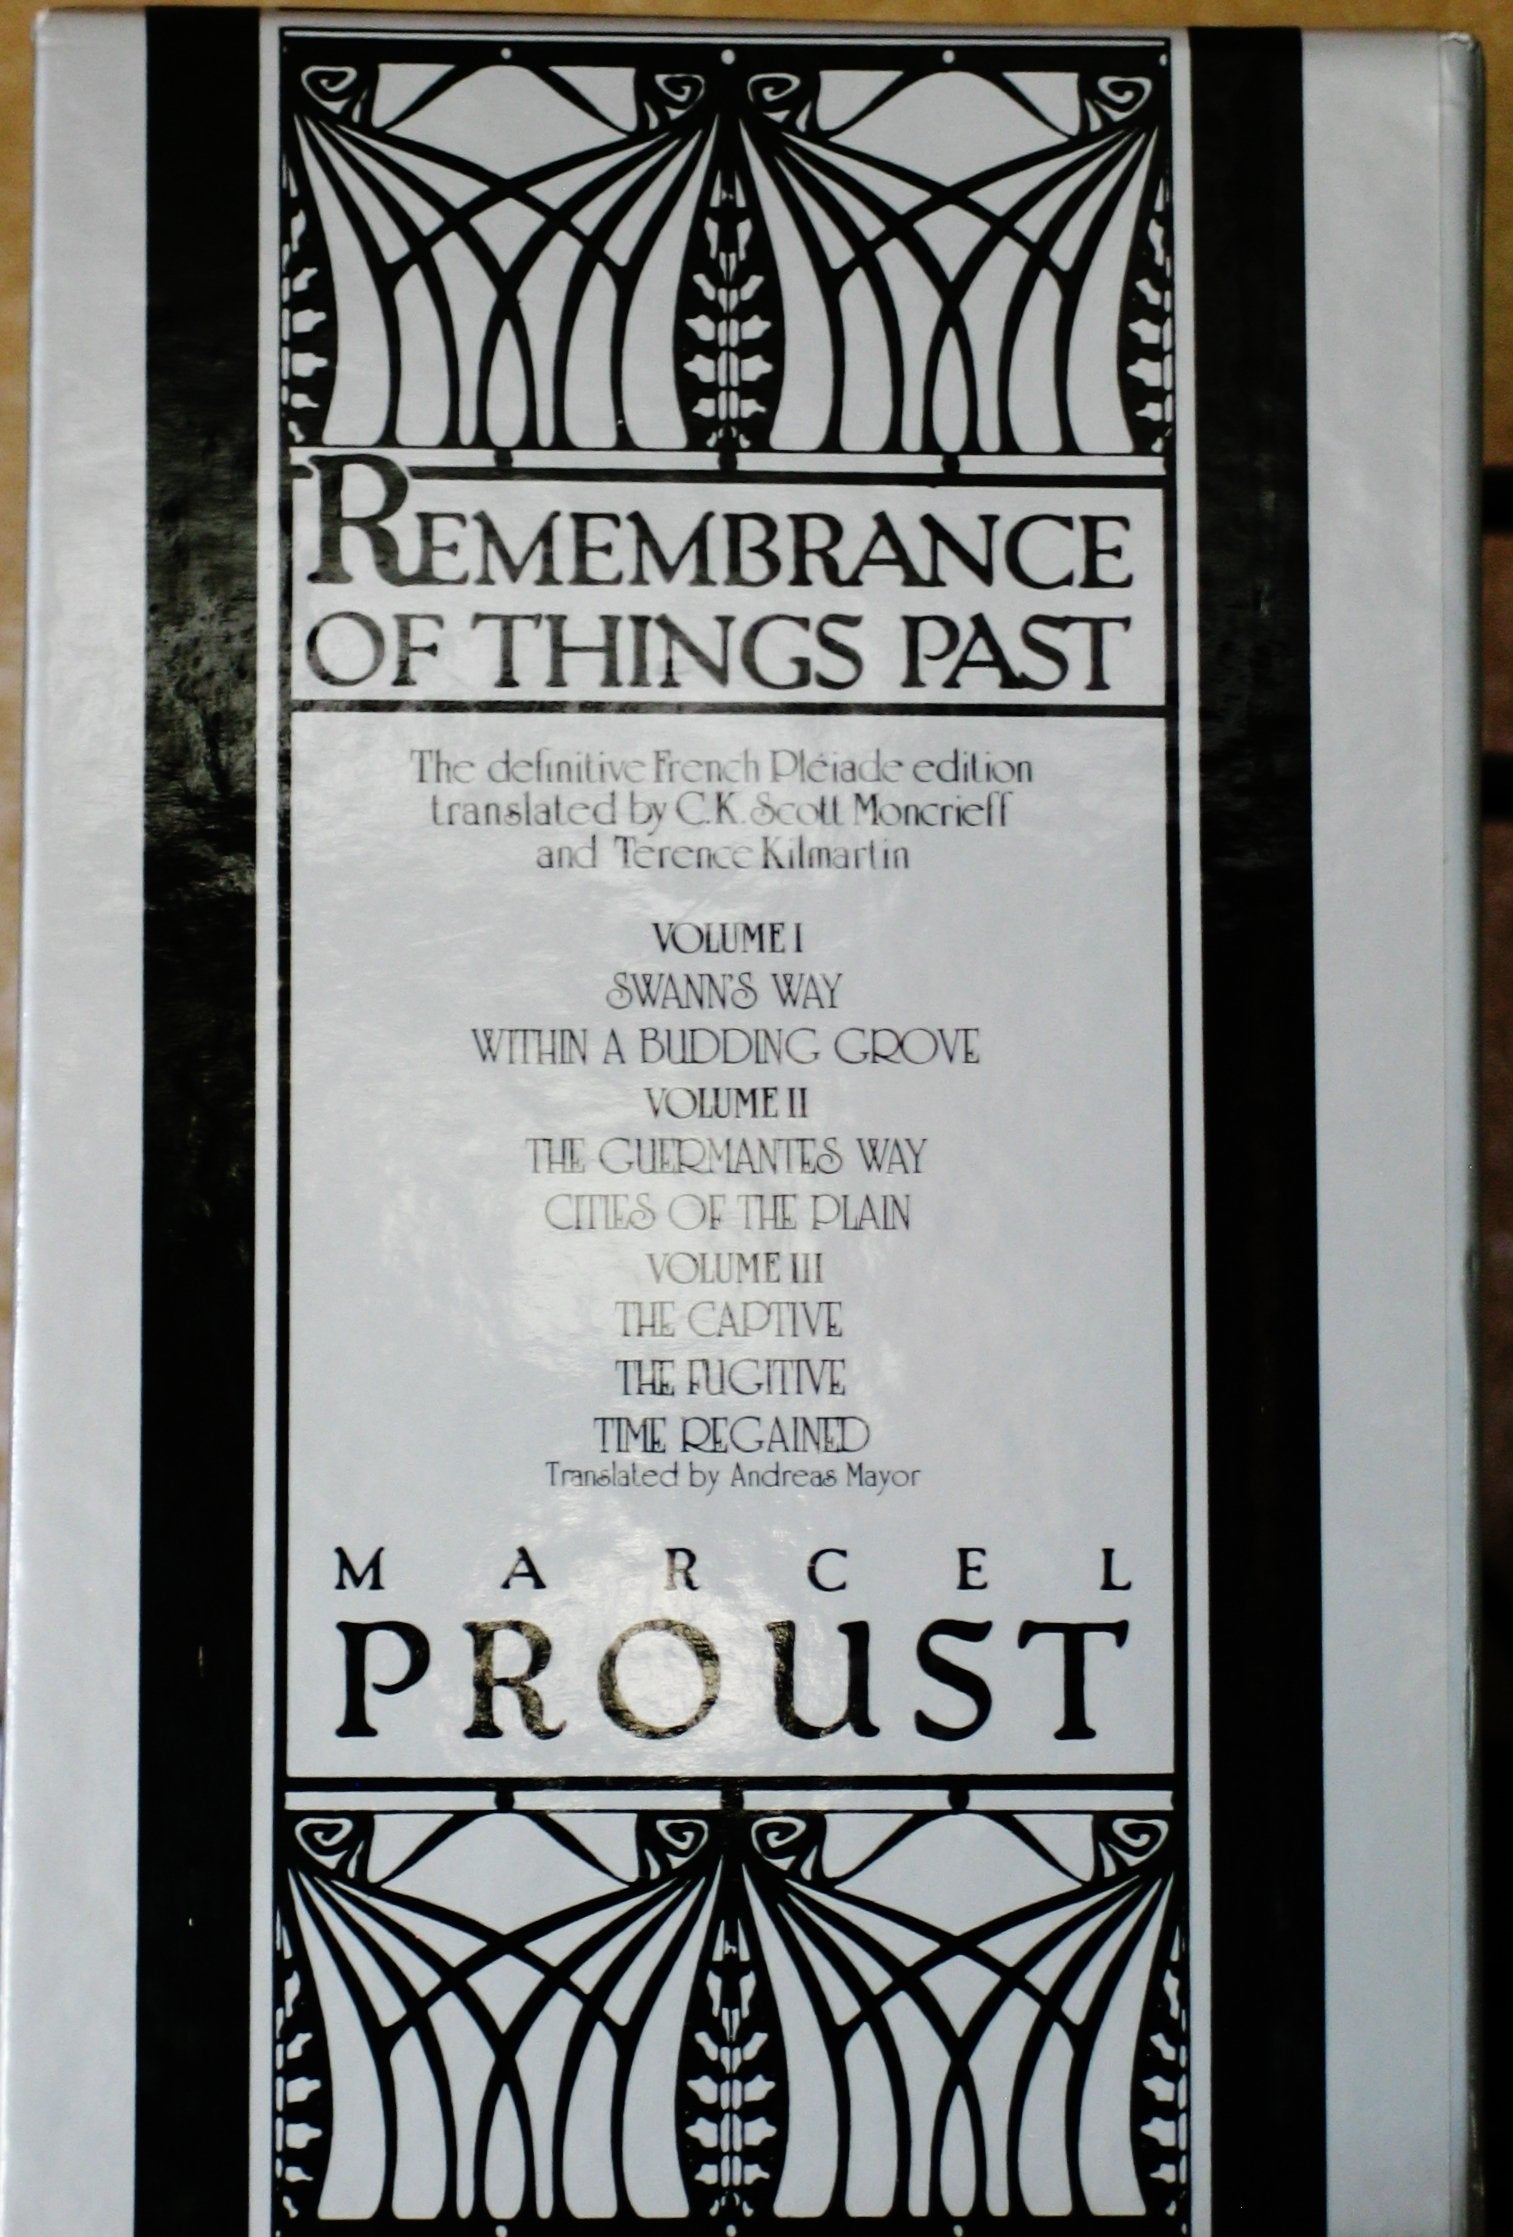 REMEMBRANCE
OF THINGS PAST
The definitive French Pléiade edition
translated by C.K. Scott Moncrieff
and Terence Kilmartin
VOLUME I
SWANN'S WAY
WITHIN A BUDDING GROVE
VOLUME II
THE GUERMANTES WAY
CITIES OF THE PLAIN
VOLUME III
THE CAPTIVE
THE FUGITIVE
TIME REGAINED
Translated by Andreas Mayor
MARCEL
PROUST